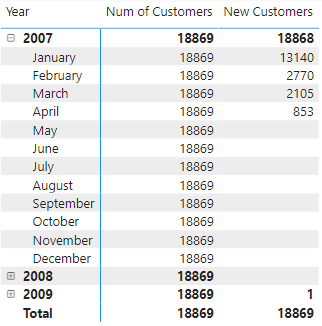 Year Num of Customers New Customers
2007 18869 18868
January 18869 13140
February 18869 2770
March 18869 2105
April 18869 853
May 18869
June 18869
July 18869
August 18869
September 18869
October 18869
November 18869
December 18869
2008 18869
2009 18869 1
Total 18869 18869